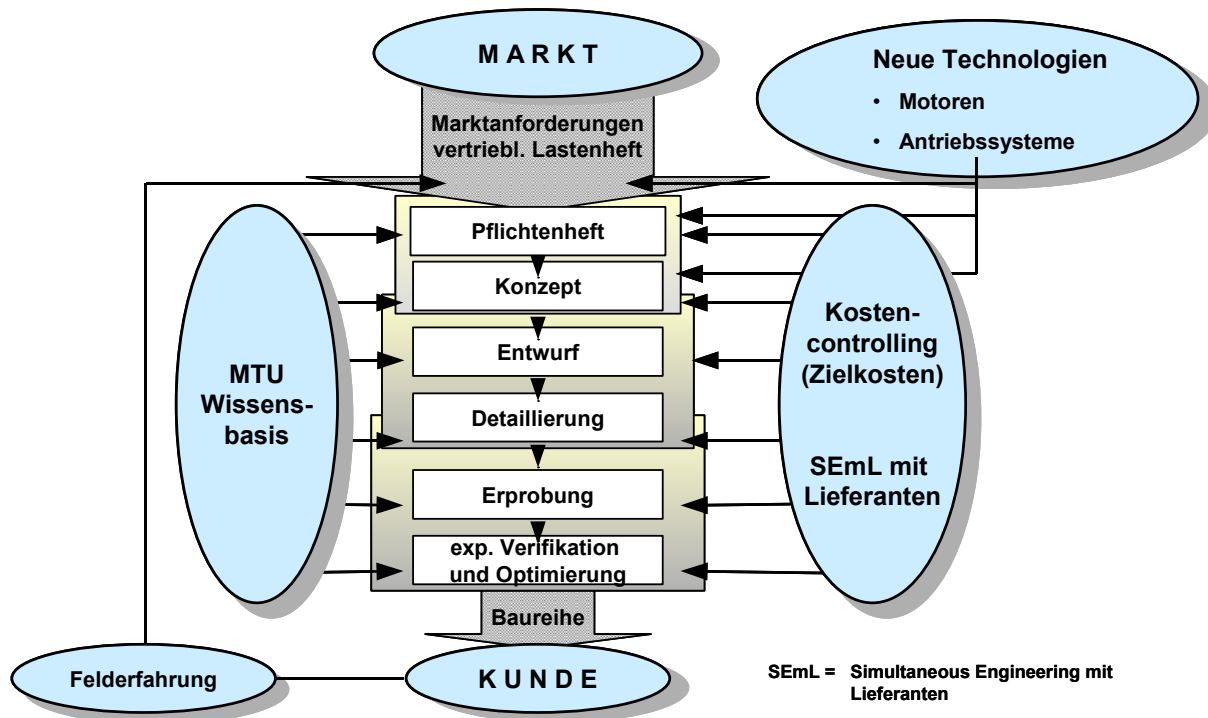 M A R K T
Neue Technologien
• Motoren
• Antriebssysteme
Marktanforderungen
vertriebl. Lastenheft
Pflichtenheft
Konzept
Entwurf
Detaillierung
Erprobung
exp. Verifikation
und Optimierung
MTU
Wissens-
basis
Kosten-
controlling
(Zielkosten)
SEmL mit
Lieferanten
Baureihe
Felderfahrung
K U N D E
SEmL = Simultaneous Engineering mit
Lieferanten